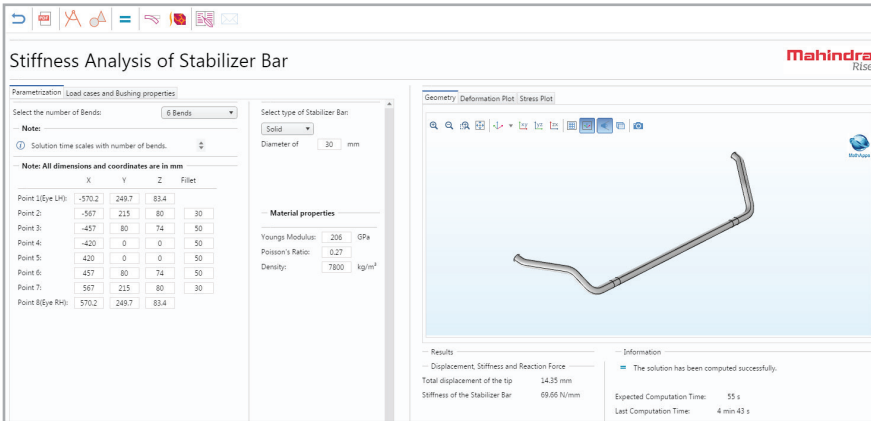 PDF
Stiffness Analysis of Stabilizer Bar
Mahindra
Rise
Parametrization Load cases and Bushing properties
Select the number of Bends: 6 Bends
Note:
Solution time scales with number of bends.
Note: All dimensions and coordinates are in mm
X Y Z Fillet
Point 1(Eye LH): -570.2 249.7 83.4
Point 2: -567 215 80 30
Point 3: -457 80 74 50
Point 4: -420 0 0 50
Point 5: 420 0 0 50
Point 6: 457 80 74 50
Point 7: 567 215 80 30
Point 8(Eye RH): 570.2 249.7 83.4
Select type of Stabilizer Bar:
Solid
Diameter of 30 mm
Material properties
Youngs Modulus: 206 GPa
Poisson's Ratio: 0.27
Density: 7800 kg/m³
Geometry Deformation Plot Stress Plot
xy yz zx
MathApps
Results
Displacement, Stiffness and Reaction Force
Total displacement of the tip 14.35 mm
Stiffness of the Stabilizer Bar 69.66 N/mm
Information
The solution has been computed successfully.
Expected Computation Time: 55 s
Last Computation Time: 4 min 43 s